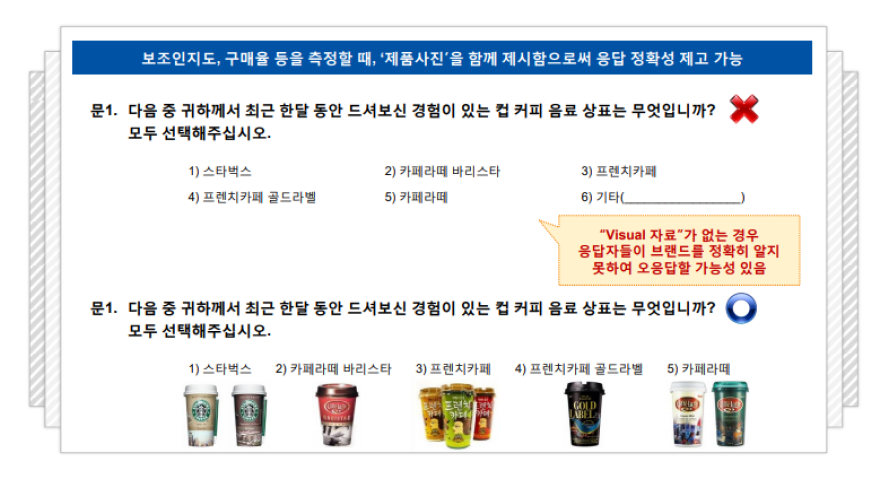 보조인지도, 구매율 등을 측정할 때, ‘제품사진’을 함께 제시함으로써 응답 정확성 제고 가능
문1. 다음 중 귀하께서 최근 한달 동안 드셔보신 경험이 있는 컵 커피 음료 상표는 무엇입니까?
모두 선택해주십시오.
1) 스타벅스 2) 카페라떼 바리스타 3) 프렌치카페
4) 프렌치카페 골드라벨 5) 카페라떼 6) 기타(__________________)
“Visual 자료”가 없는 경우
응답자들이 브랜드를 정확히 알지
못하여 오응답할 가능성 있음
문1. 다음 중 귀하께서 최근 한달 동안 드셔보신 경험이 있는 컵 커피 음료 상표는 무엇입니까?
모두 선택해주십시오.
1) 스타벅스 2) 카페라떼 바리스타 3) 프렌치카페 4) 프렌치카페 골드라벨 5) 카페라떼
프렌치
카페
GOLD
LABEL